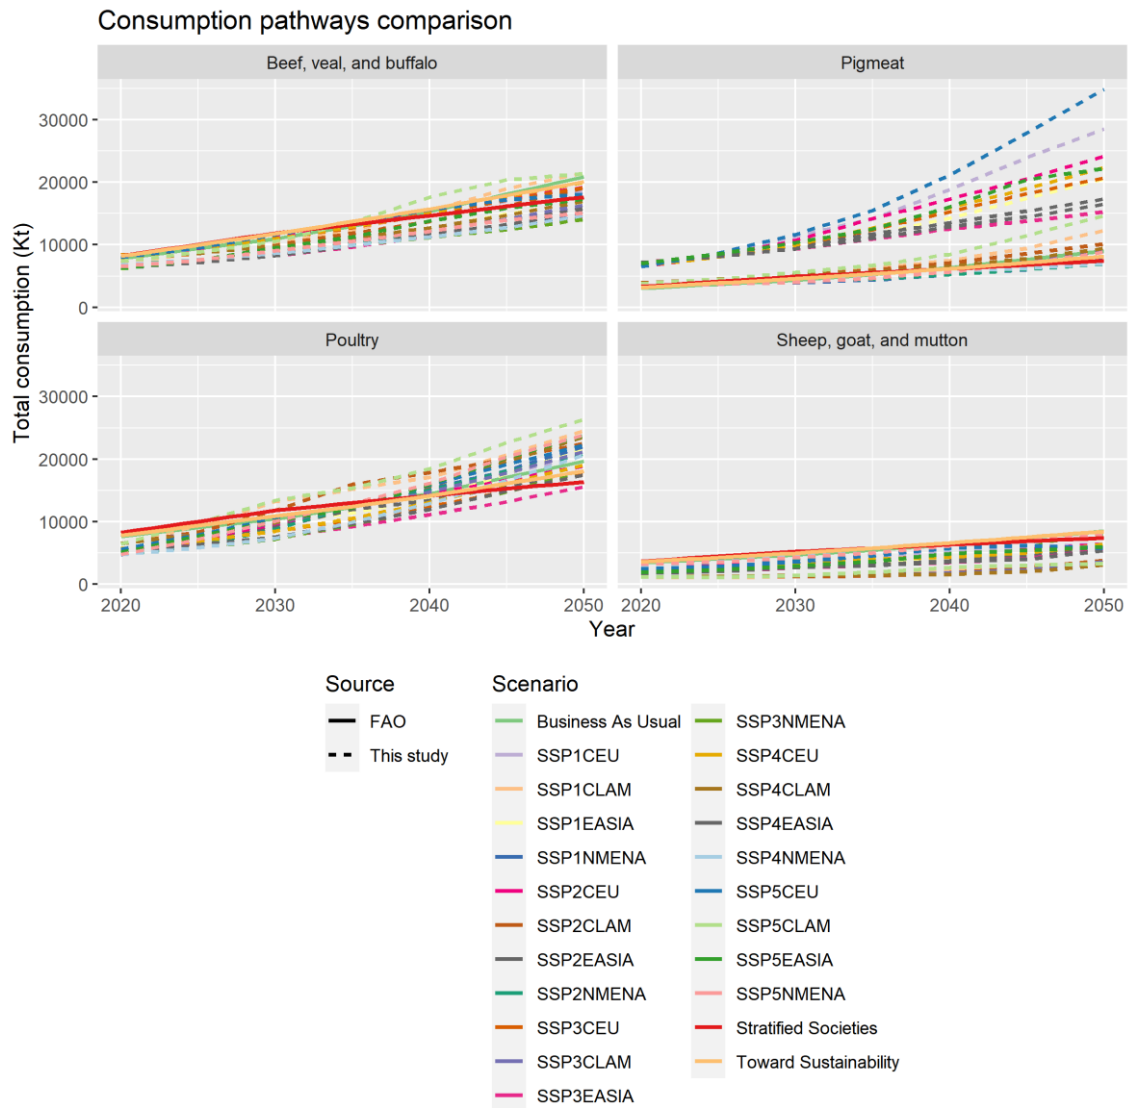 Consumption pathways comparison
Beef, veal, and buffalo
Pigmeat
30000
20000
10000
0
Poultry
Sheep, goat, and mutton
30000
20000
10000
0
Total consumption (Kt)
2020 2030 2040 2050 2020 2030 2040 2050
Year
Source
FAO
This study
Scenario
Business As Usual
SSP1CEU
SSP1CLAM
SSP1EASIA
SSP1NMENA
SSP2CEU
SSP2CLAM
SSP2EASIA
SSP2NMENA
SSP3CEU
SSP3CLAM
SSP3EASIA
SSP3NMENA
SSP4CEU
SSP4CLAM
SSP4EASIA
SSP4NMENA
SSP5CEU
SSP5CLAM
SSP5EASIA
SSP5NMENA
Stratified Societies
Toward Sustainability